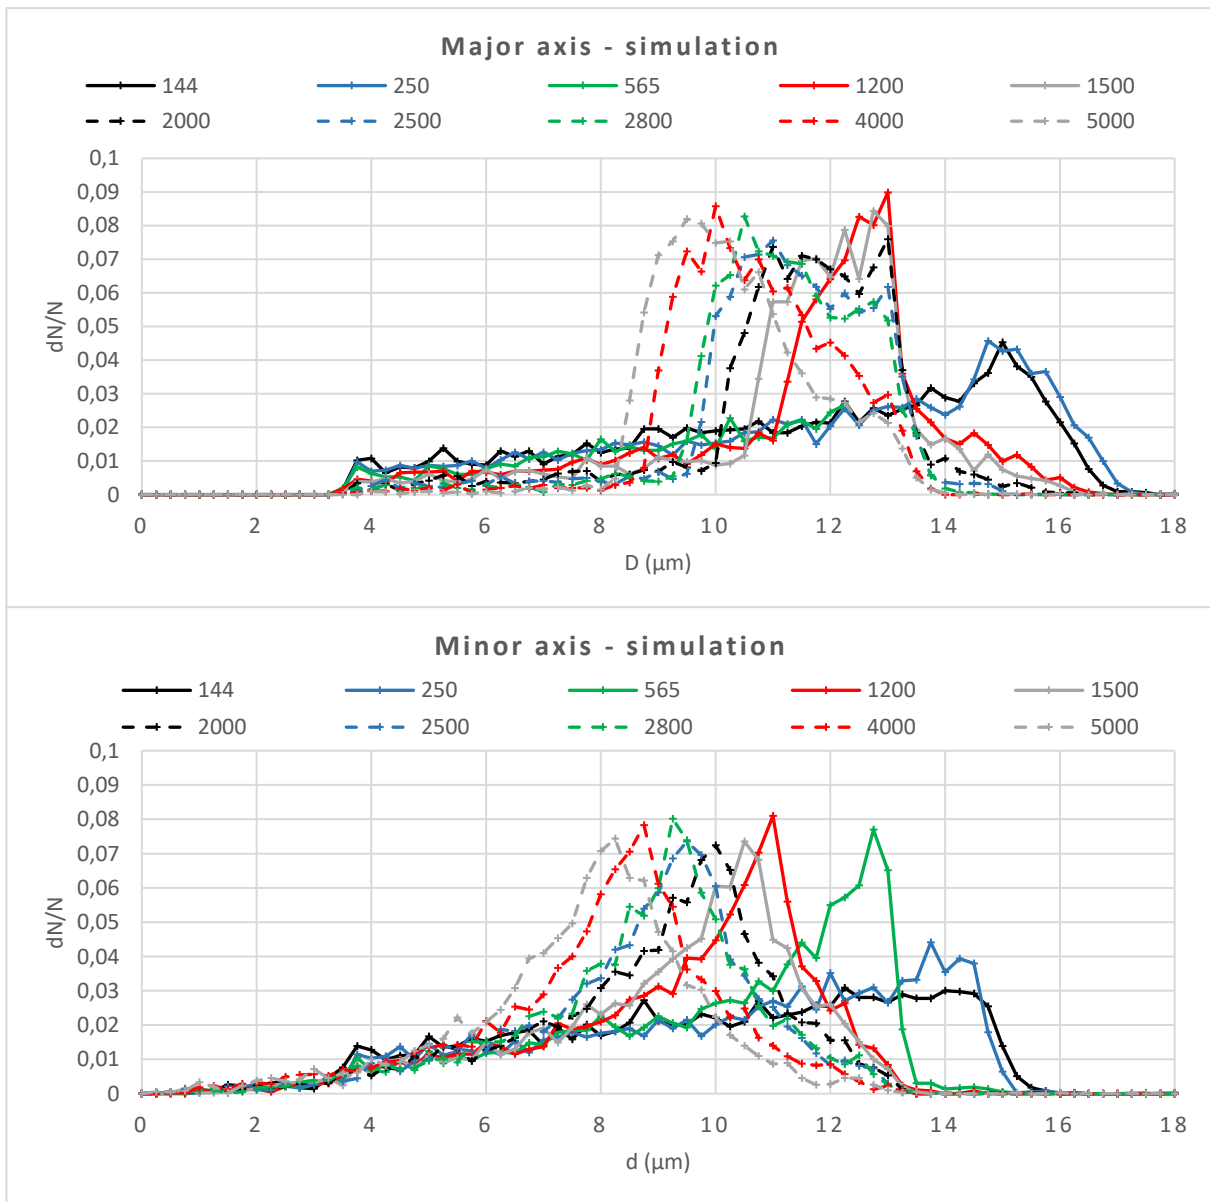 Major axis - simulation
144 250 565 1200 1500
2000 2500 2800 4000 5000
0,1
0,09
0,08
0,07
0,06
0,05
0,04
0,03
0,02
0,01
0
dN/N
0 2 4 6 8 10 12 14 16 18
D (µm)
Minor axis - simulation
144 250 565 1200 1500
2000 2500 2800 4000 5000
0,1
0,09
0,08
0,07
0,06
0,05
0,04
0,03
0,02
0,01
0
dN/N
0 2 4 6 8 10 12 14 16 18
d (µm)